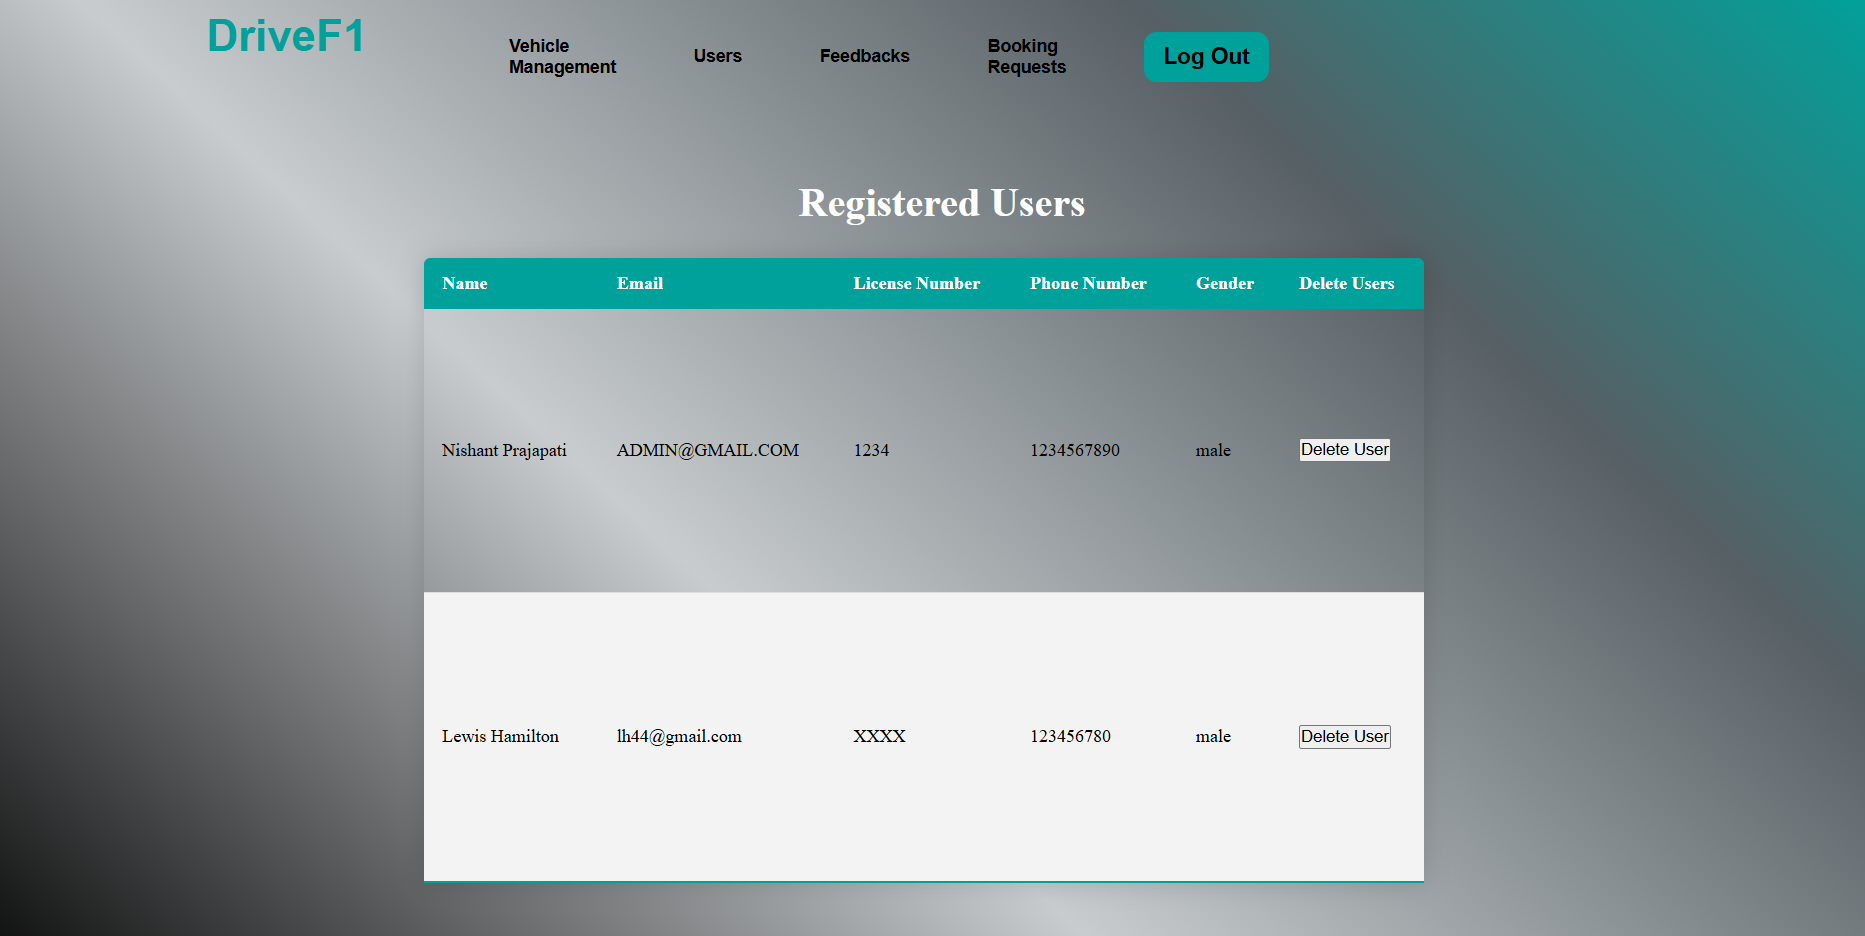 DriveF1
Vehicle
Management
Users
Feedbacks
Booking
Requests
Log Out
Registered Users
Name Email License Number Phone Number Gender Delete Users
Nishant Prajapati ADMIN@GMAIL.COM 1234 1234567890 male Delete User
Lewis Hamilton lh44@gmail.com XXXX 123456780 male Delete User